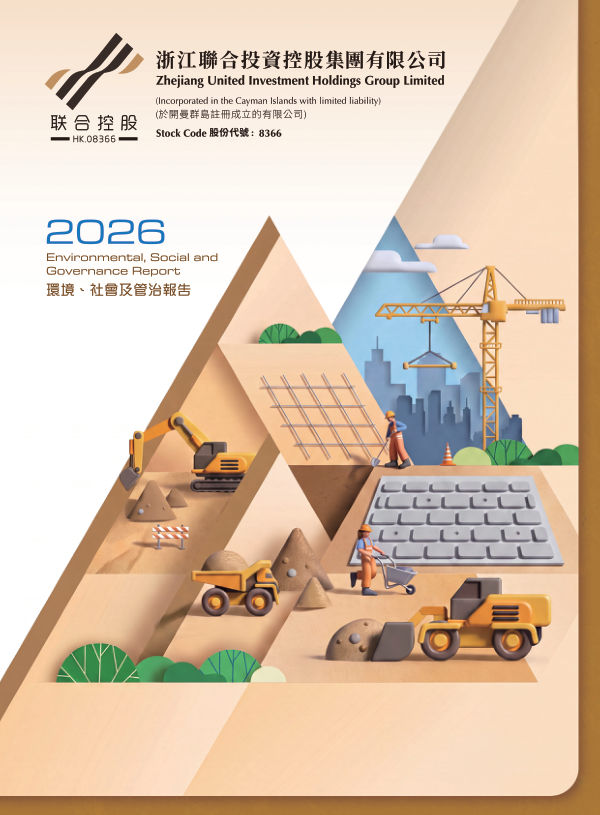 联合控股
HK.08366
浙江聯合投資控股集團有限公司
Zhejiang United Investment Holdings Group Limited
(Incorporated in the Cayman Islands with limited liability)
(於開曼群島註冊成立的有限公司)
Stock Code 股份代號 : 8366
2026
Environmental, Social and
Governance Report
環境、社會及管治報告